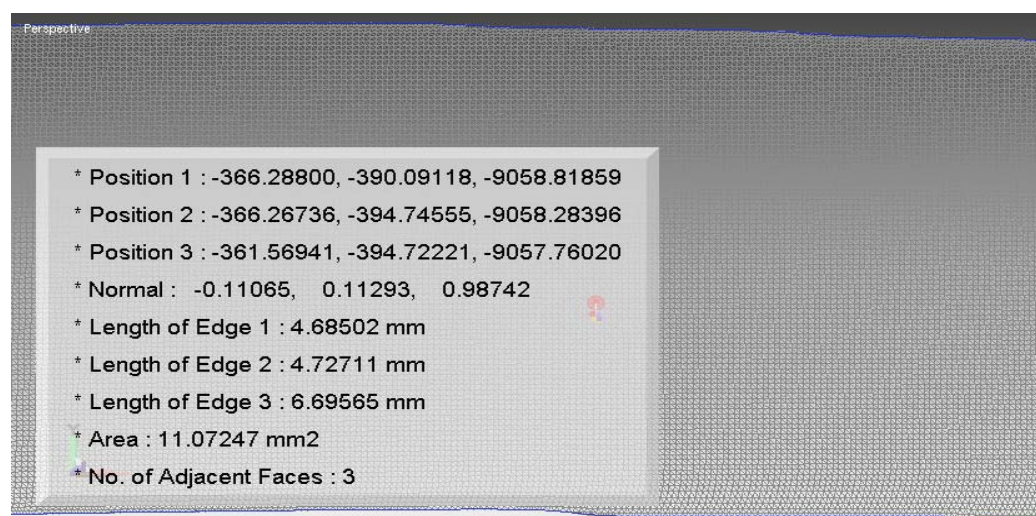 Perspective
* Position 1 : -366.28800, -390.09118, -9058.81859
* Position 2 : -366.26736, -394.74555, -9058.28396
* Position 3 : -361.56941, -394.72221, -9057.76020
* Normal : -0.11065, 0.11293, 0.98742
* Length of Edge 1 : 4.68502 mm
* Length of Edge 2 : 4.72711 mm
* Length of Edge 3 : 6.69565 mm
* Area : 11.07247 mm2
* No. of Adjacent Faces : 3